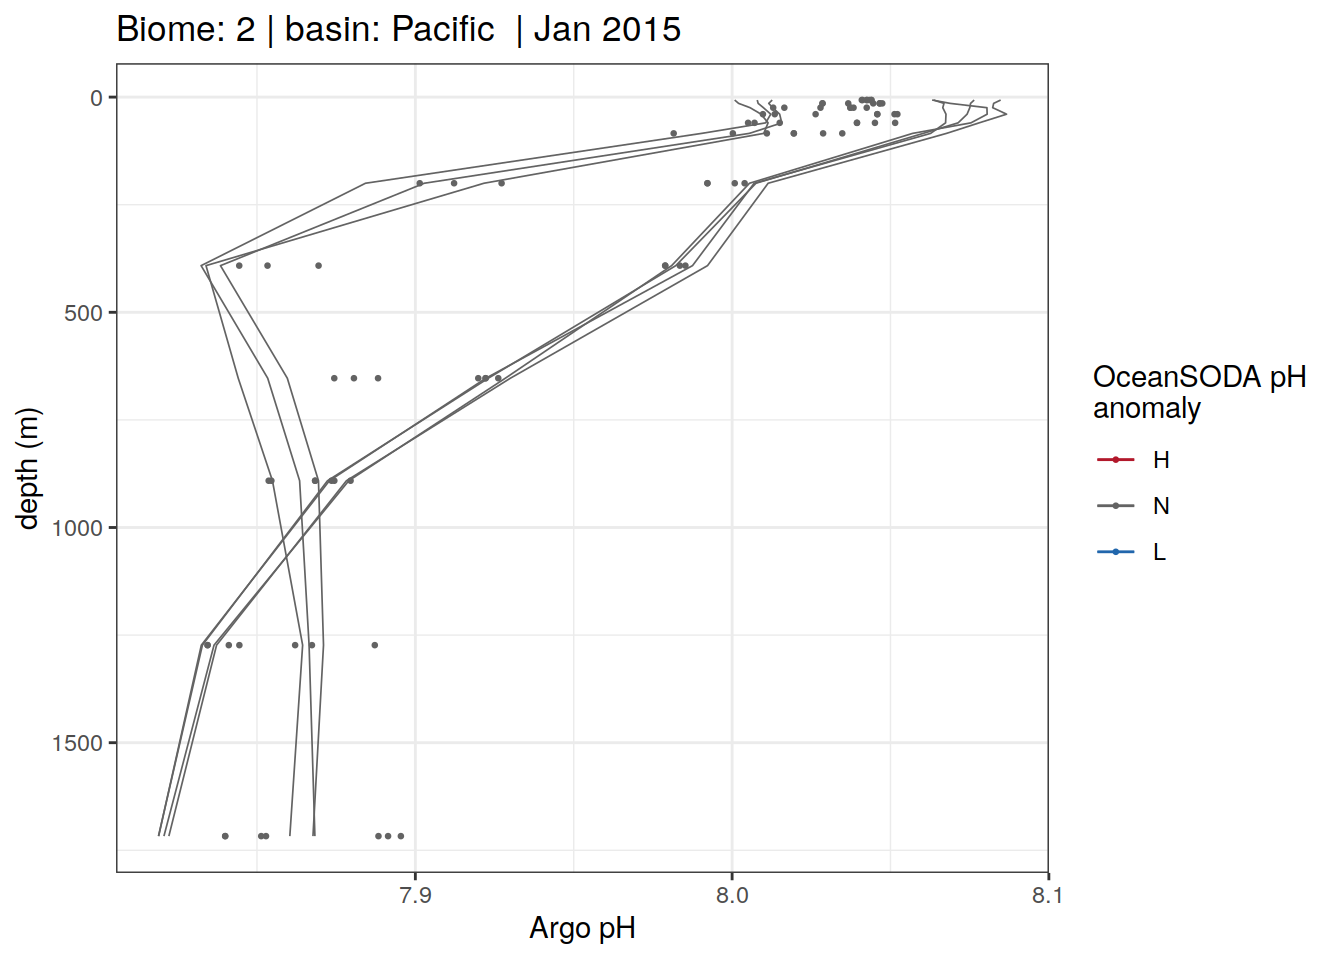 Biome: 2 | basin: Pacific  | Jan 2015
0
500
1000
1500
depth (m)
7.9
8.0
8.1
Argo pH
OceanSODA pH
anomaly
H
N
L